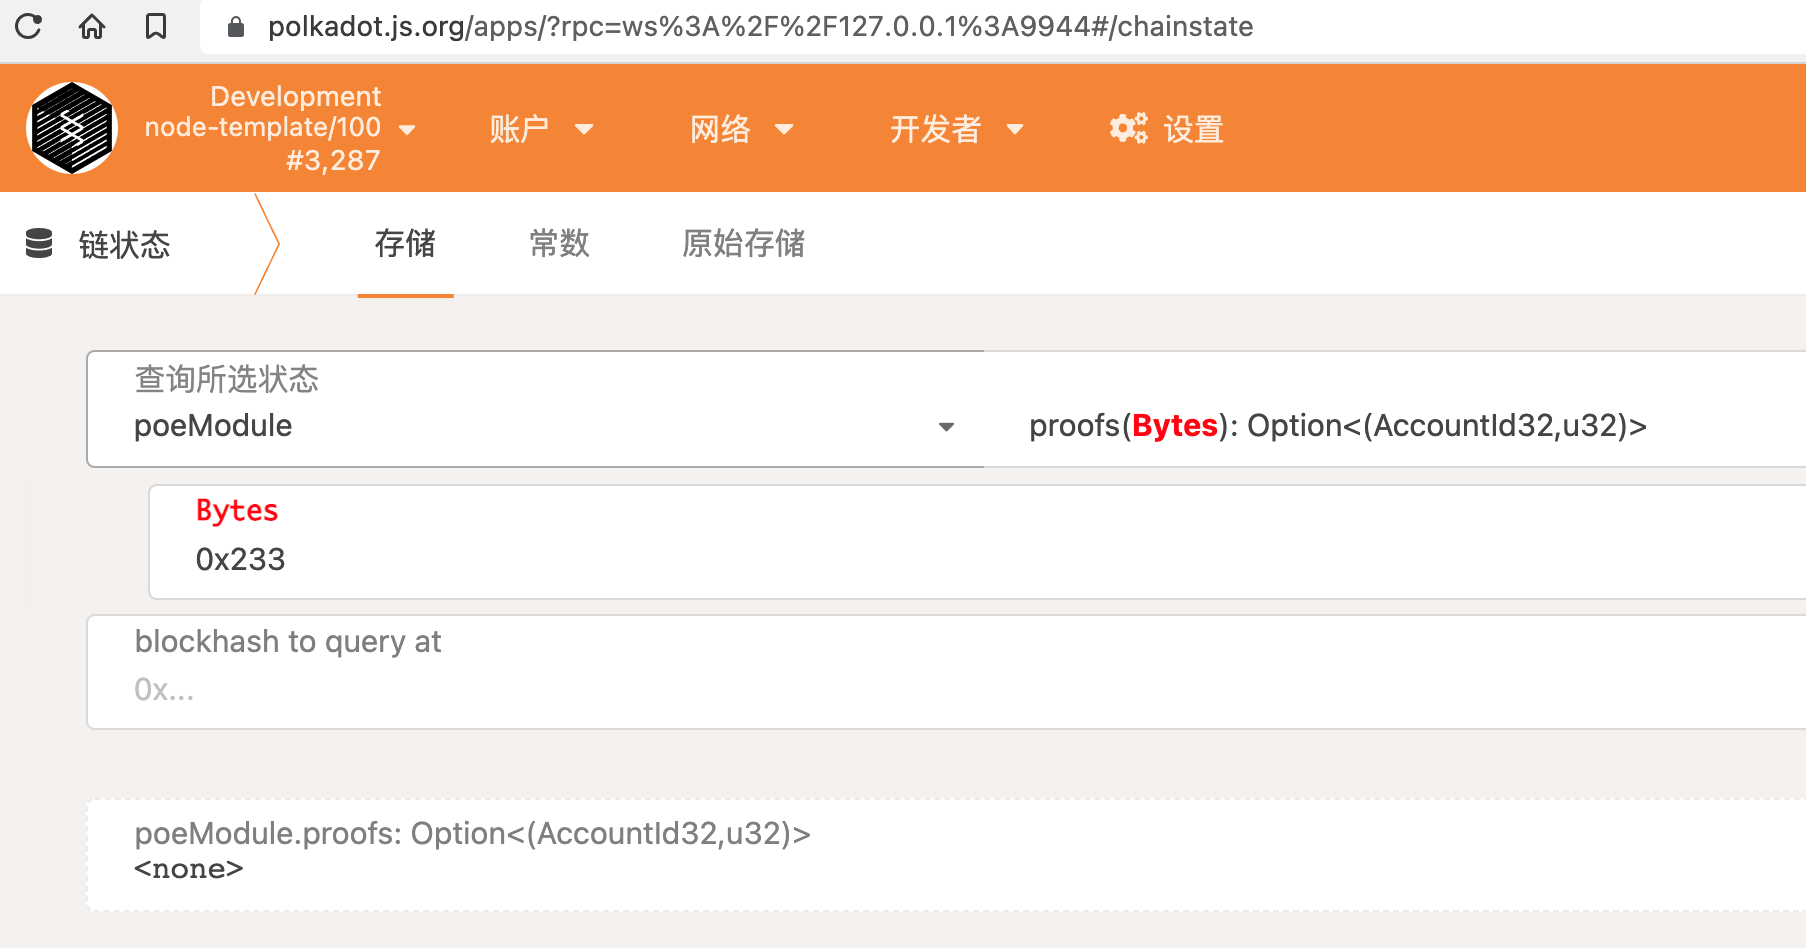 polkadot.js.org/apps/?rpc=ws%3A%2F%2F127.0.0.1%3A9944#/chainstate
Development
node-template/100
#3,287
账户
网络
开发者
设置
链状态
存储
常数
原始存储
查询所选状态
poeModule
proofs(Bytes): Option<(AccountId32,u32)>
Bytes
0x233
blockhash to query at
0x...
poeModule.proofs: Option<(AccountId32,u32)>
<none>